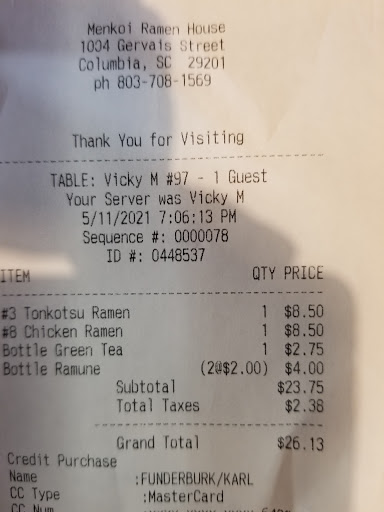 Menkoi Ramen House
1004 Gervais Street
Columbia, SC 29201
ph 803-708-1569
Thank You for Visiting
TABLE: Vicky M #97 - 1 Guest
Your Server was Vicky M
5/11/2021 7:06:13 PM
Sequence #: 0000078
ID #: 0448537
ITEM QTY PRICE
#3 Tonkotsu Ramen 1 $8.50
#8 Chicken Ramen 1 $8.50
Bottle Green Tea 1 $2.75
Bottle Ramune (2@$2.00) $4.00
Subtotal $23.75
Total Taxes $2.38
Grand Total $26.13
Credit Purchase
Name :FUNDERBURK/KARL
CC Type :MasterCard
CC Num